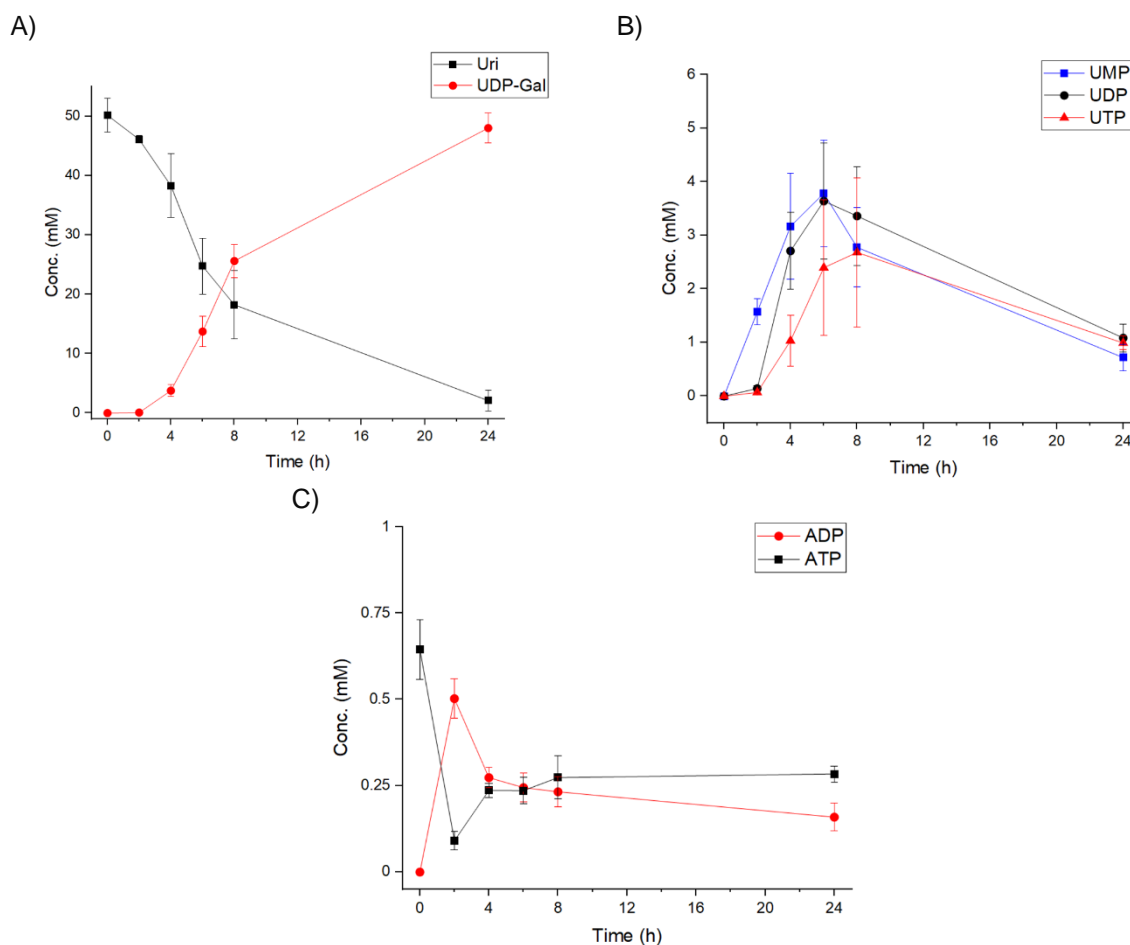 A)
Uri
UDP-Gal
50
40
30
20
10
0
Conc. (mM)
0 4 8 12 16 20 24
Time (h)
B)
UMP
UDP
UTP
6
5
4
3
2
1
0
Conc. (mM)
0 4 8 12 16 20 24
Time (h)
C)
ADP
ATP
1
0.75
0.5
0.25
0
Conc. (mM)
0 4 8 12 16 20 24
Time (h)